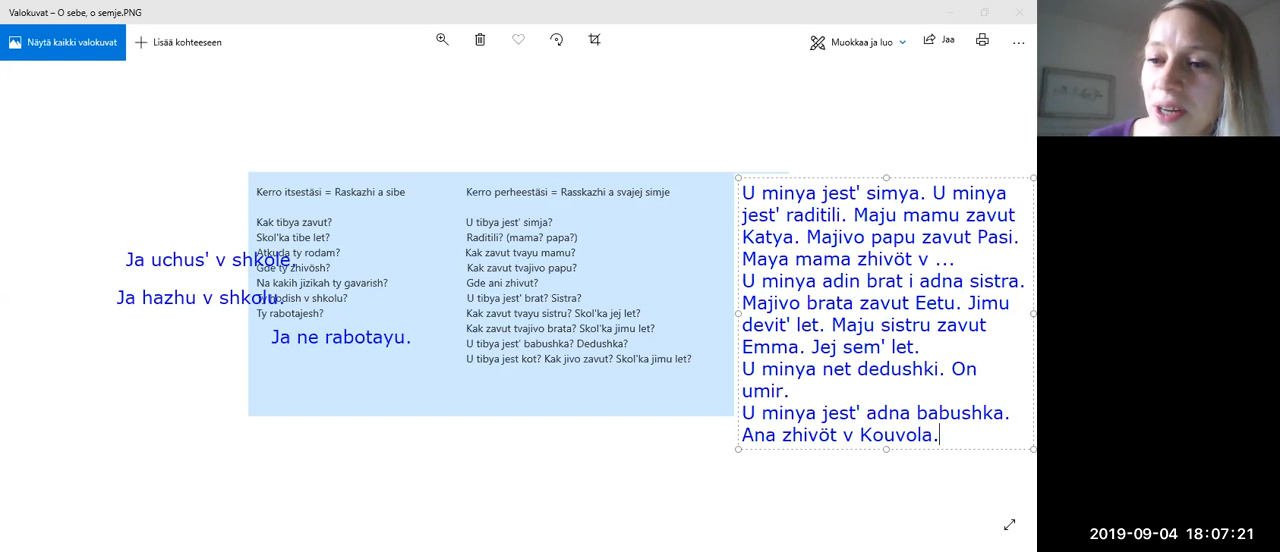 Valokuvat – O sebe, o semje.PNG
Näytä kaikki valokuvat
Lisää kohteeseen
Muokkaa ja luo
Jaa
Kerro itsestäsi = Raskazhi a sibe
Kak tibya zavut?
Skol'ka tibe let?
Atkuda ty rodam?
Gde ty zhivösh?
Na kakih jizikah ty gavarish?
Ty hodish v shkolu?
Ty rabotajesh?
Ja uchus' v shkole.
Ja hazhu v shkolu.
Ja ne rabotayu.
Kerro perheestäsi = Rasskazhi a svajej simje
U tibya jest' simja?
Raditili? (mama? papa?)
Kak zavut tvayu mamu?
Kak zavut tvajivo papu?
Gde ani zhivut?
U tibya jest' brat? Sistra?
Kak zavut tvayu sistru? Skol'ka jej let?
Kak zavut tvajivo brata? Skol'ka jimu let?
U tibya jest' babushka? Dedushka?
U tibya jest kot? Kak jivo zavut? Skol'ka jimu let?
U minya jest' simya. U minya
jest' raditili. Maju mamu zavut
Katya. Majivo papu zavut Pasi.
Maya mama zhivöt v ...
U minya adin brat i adna sistra.
Majivo brata zavut Eetu. Jimu
devit' let. Maju sistru zavut
Emma. Jej sem' let.
U minya net dedushki. On
umir.
U minya jest' adna babushka.
Ana zhivöt v Kouvola.
2019-09-04 18:07:21